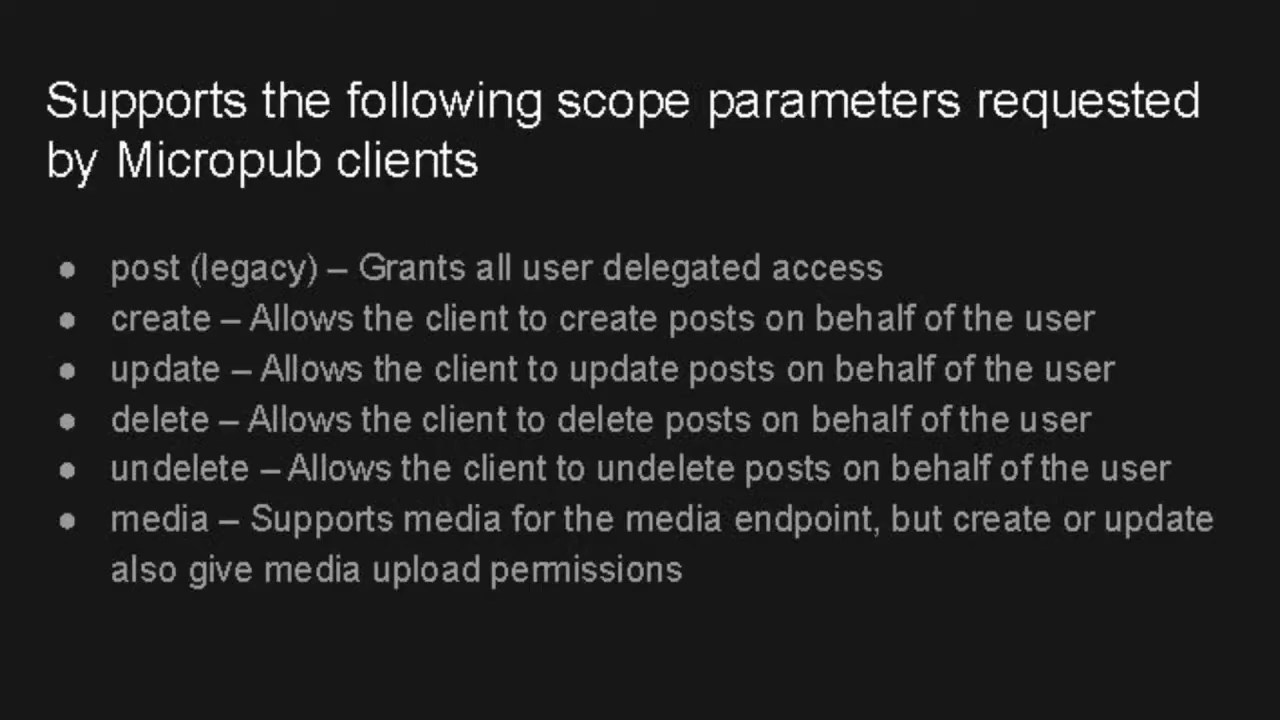 Supports the following scope parameters requested
by Micropub clients
● post (legacy) – Grants all user delegated access
● create – Allows the client to create posts on behalf of the user
● update – Allows the client to update posts on behalf of the user
● delete – Allows the client to delete posts on behalf of the user
● undelete – Allows the client to undelete posts on behalf of the user
● media – Supports media for the media endpoint, but create or update
also give media upload permissions